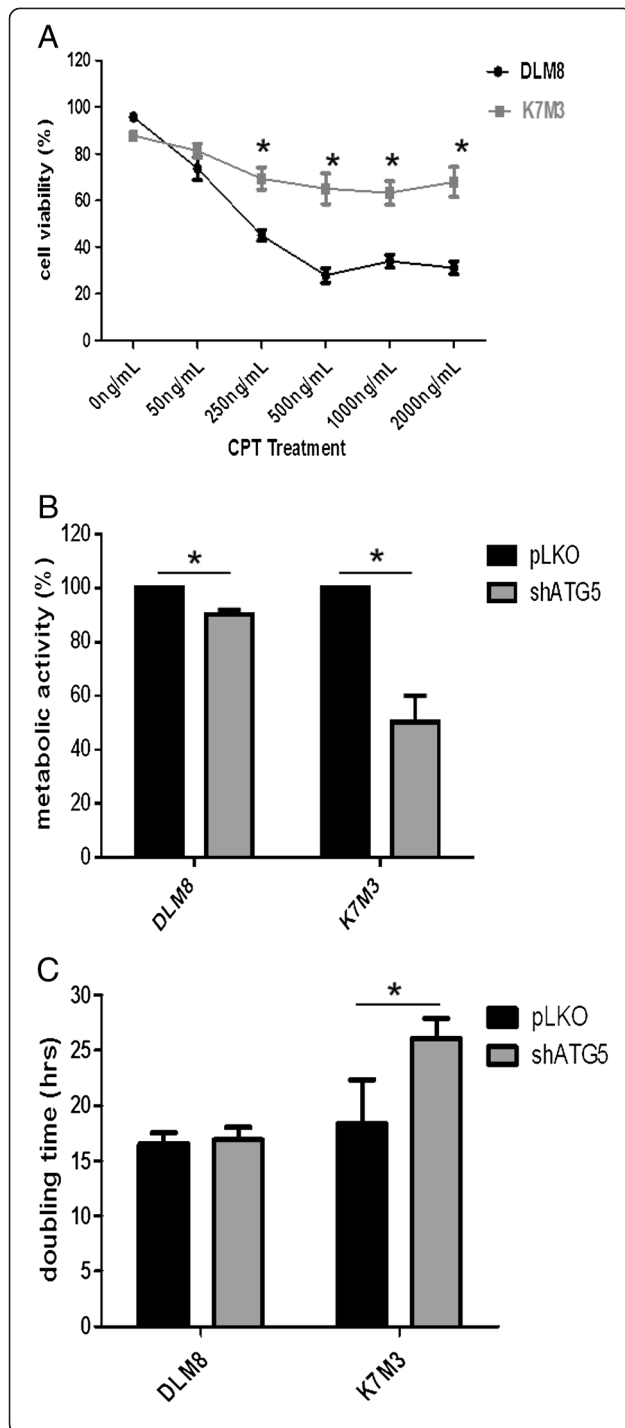 A
DLM8
K7M3
cell viability (%)
120
100
80
60
40
20
0
* * * *
0ng/mL
50ng/mL
250ng/mL
500ng/mL
1000ng/mL
2000ng/mL
CPT Treatment
B
pLKO
shATG5
metabolic activity (%)
120
100
80
60
40
20
0
* *
DLM8
K7M3
C
pLKO
shATG5
doubling time (hrs)
30
25
20
15
10
5
0
*
DLM8
K7M3